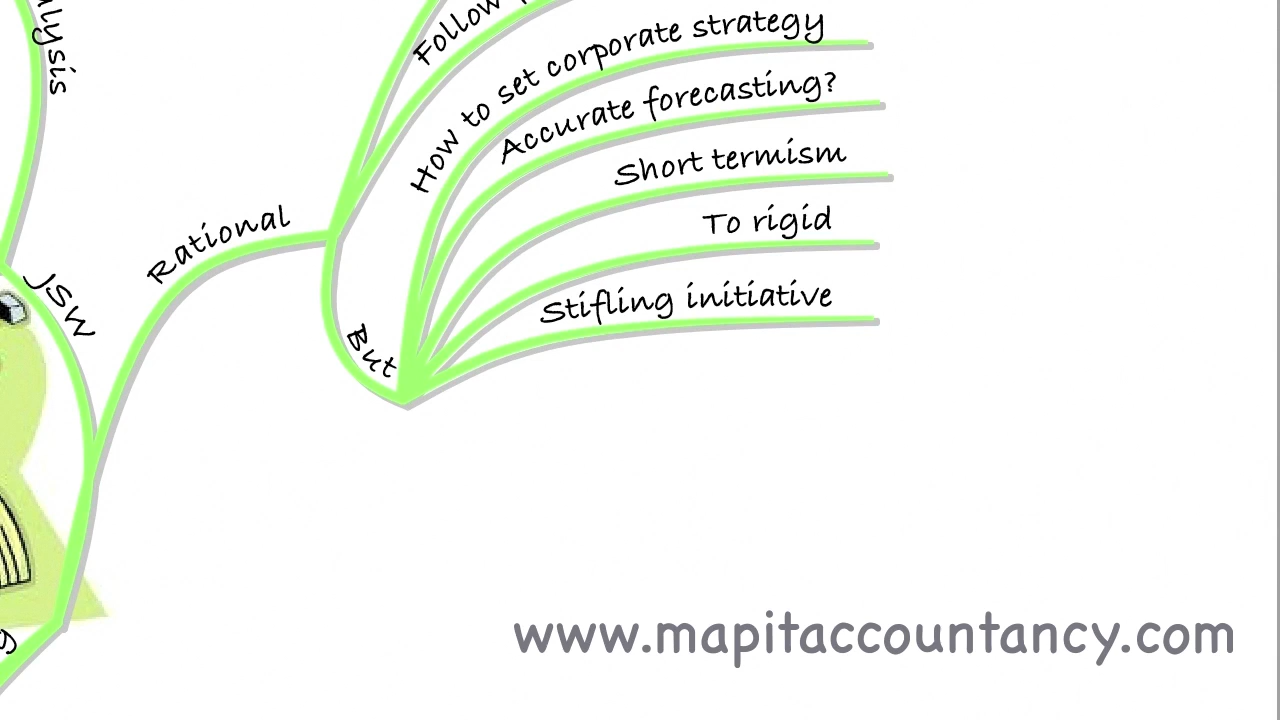 Follow
How to set corporate strategy
Accurate forecasting?
Short termism
To rigid
Stifling initiative
Rational
JSW
But
www.mapitaccountancy.com